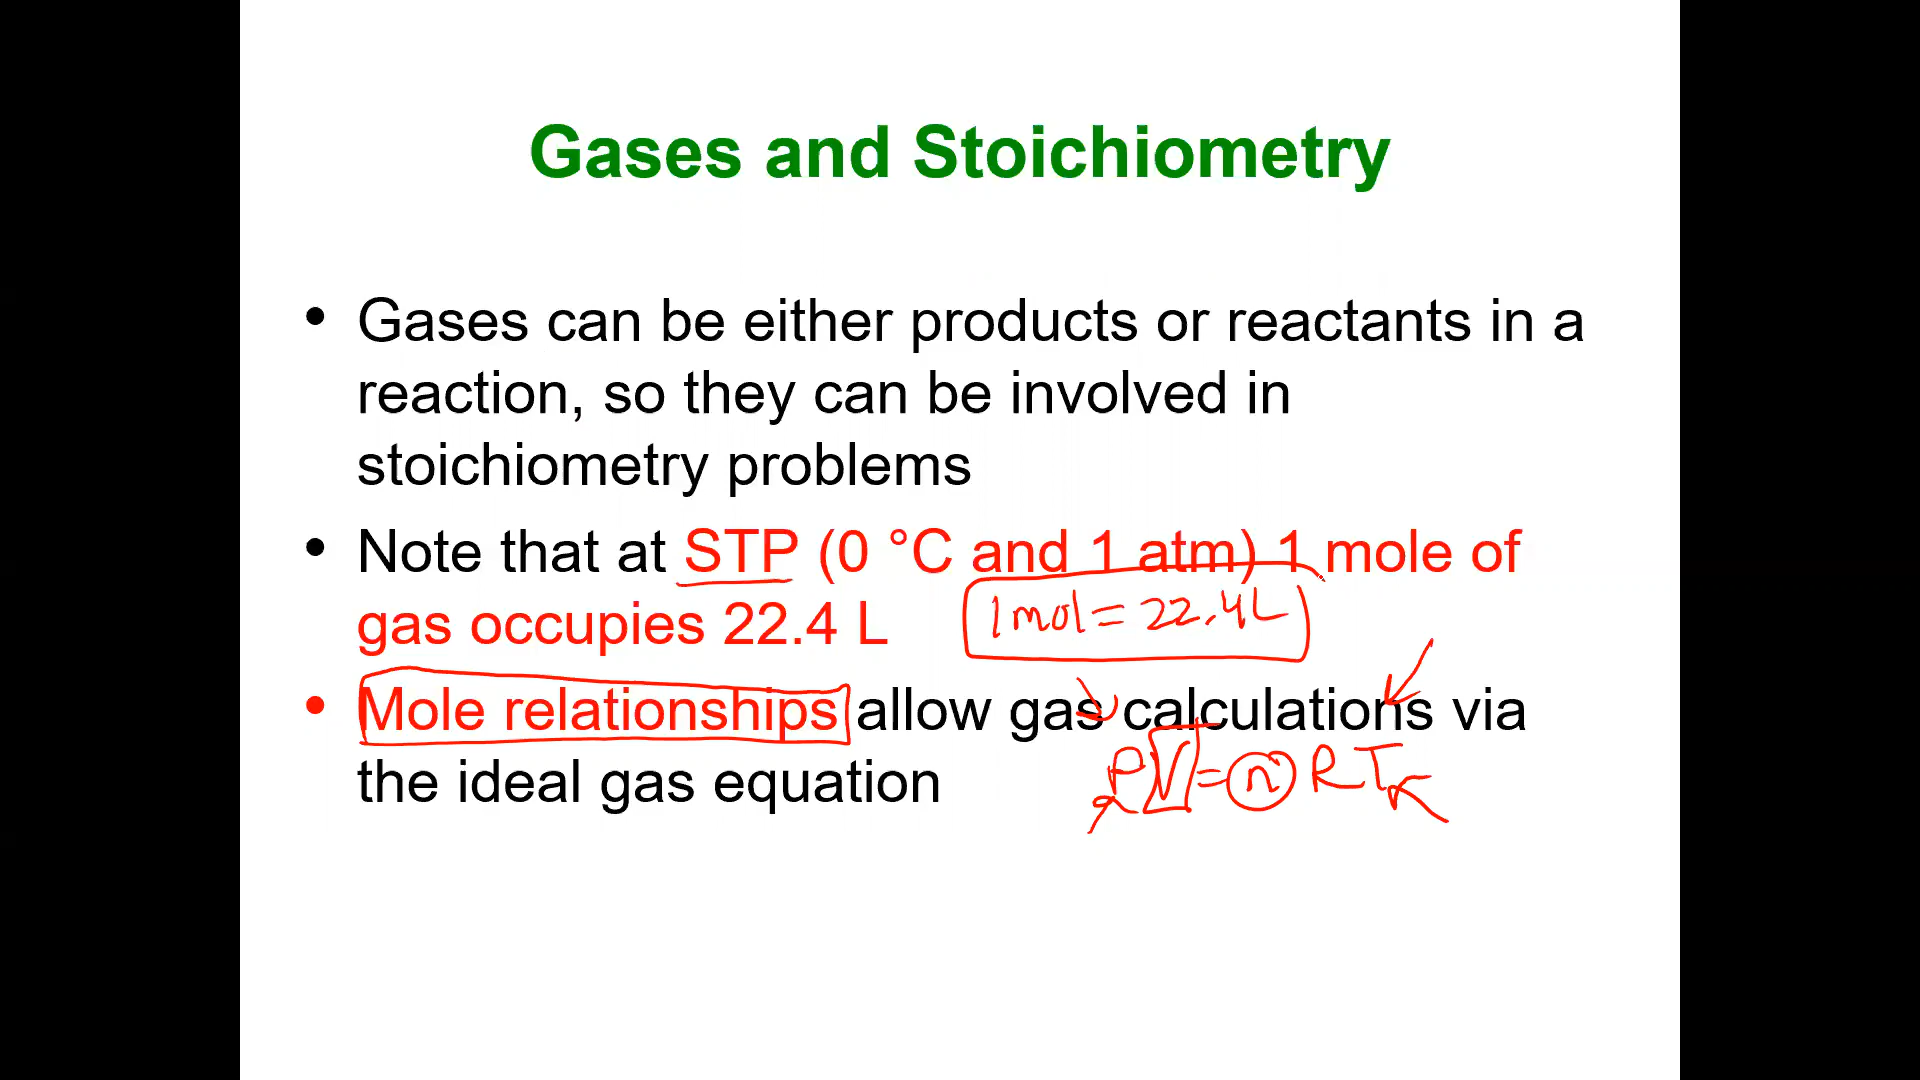 Gases and Stoichiometry
• Gases can be either products or reactants in a
reaction, so they can be involved in
stoichiometry problems
• Note that at STP (0 °C and 1 atm) 1 mole of
gas occupies 22.4 L
1 mol = 22.4L
• Mole relationships allow gas calculations via
the ideal gas equation
PV = nRT